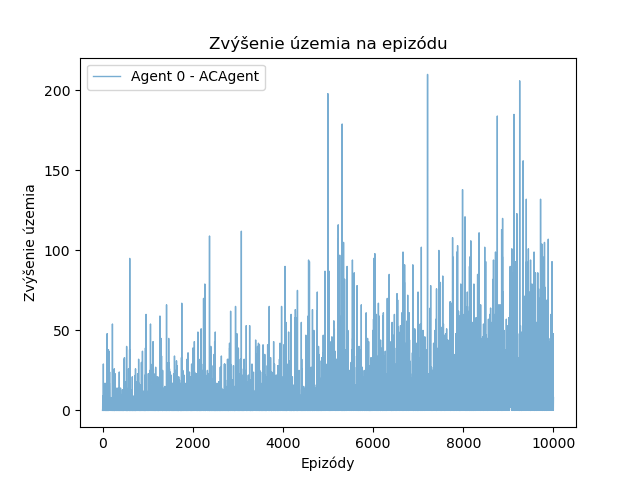 Zvýšenie územia na epizódu
Agent 0 - ACAgent
Zvýšenie územia
200
150
100
50
0
0 2000 4000 6000 8000 10000
Epizódy